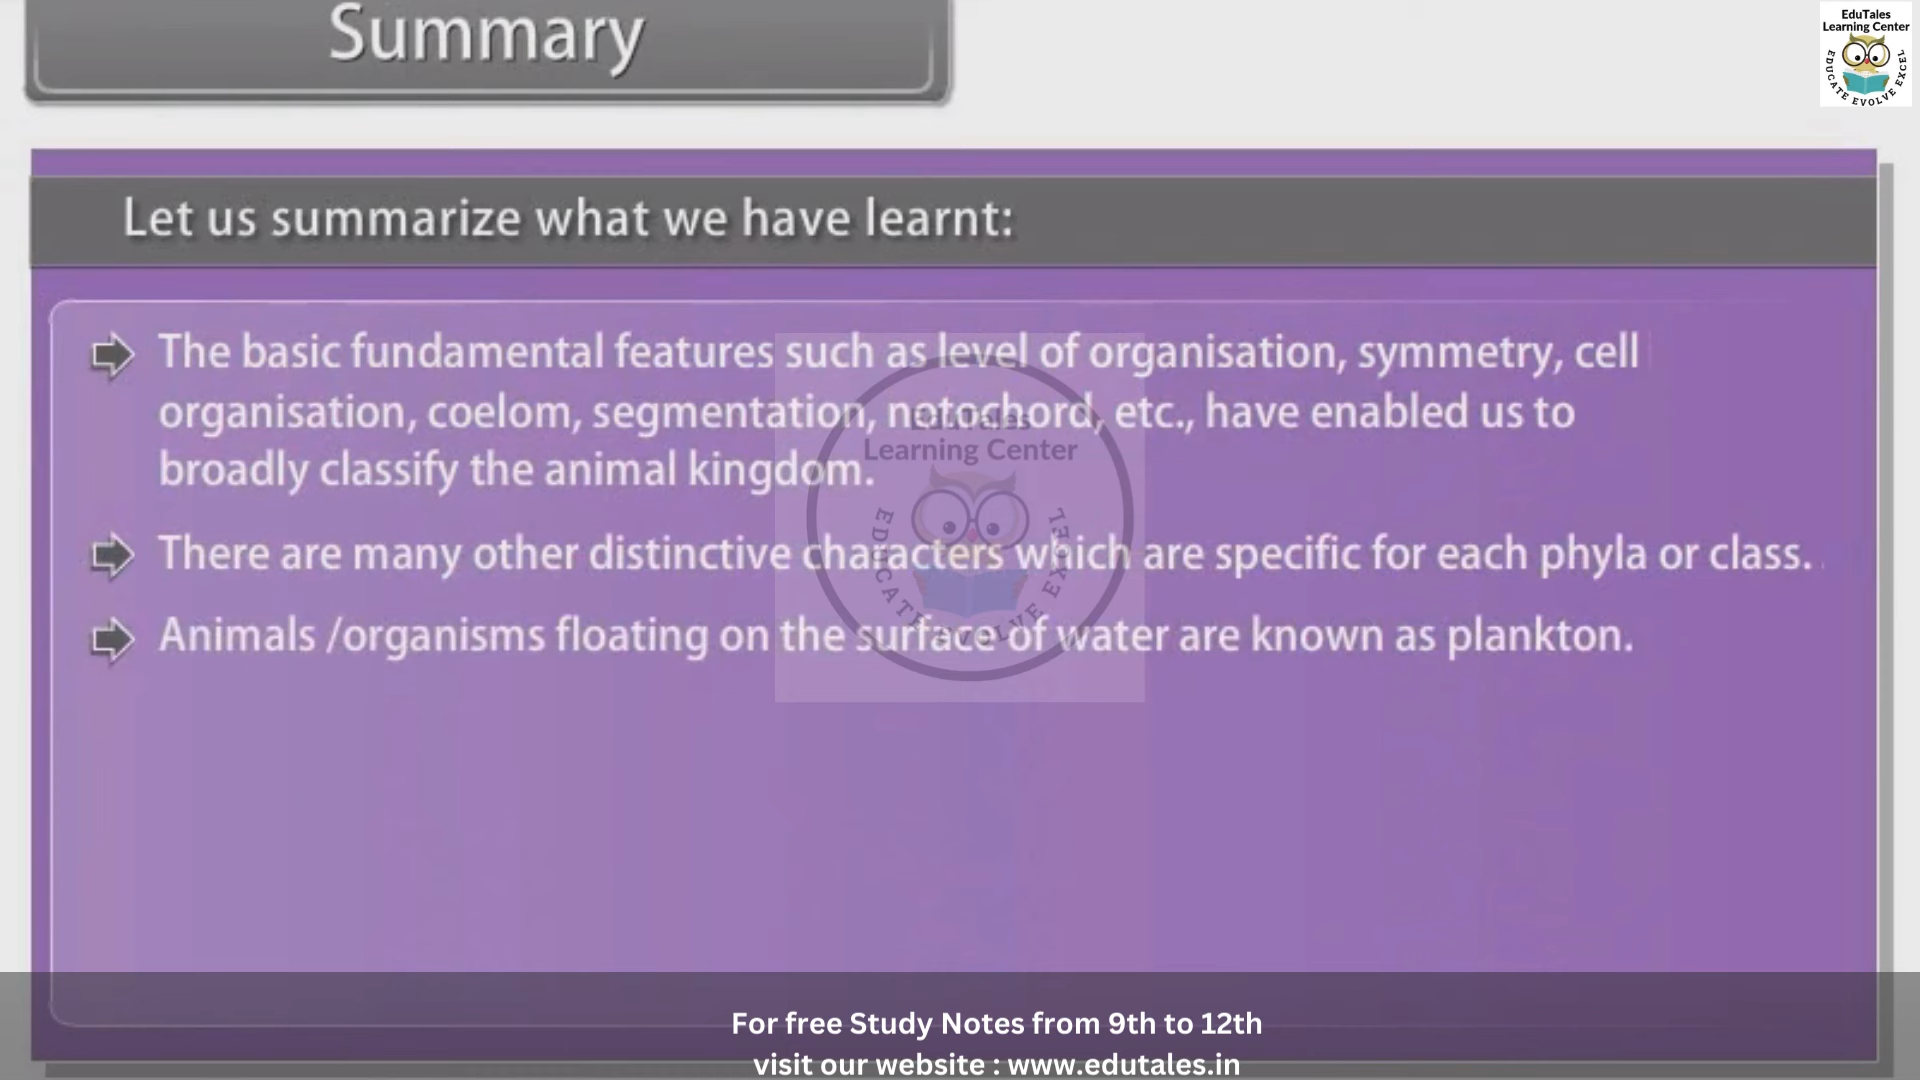 Summary
EduTales
Learning Center
EDUCATE EVOLVE EXCEL
Let us summarize what we have learnt:
The basic fundamental features such as level of organisation, symmetry, cell
organisation, coelom, segmentation, notochord, etc., have enabled us to
broadly classify the animal kingdom.
EduTales
Learning Center
EDUCATE EVOLVE EXCEL
There are many other distinctive characters which are specific for each phyla or class.
Animals /organisms floating on the surface of water are known as plankton.
For free Study Notes from 9th to 12th
visit our website : www.edutales.in